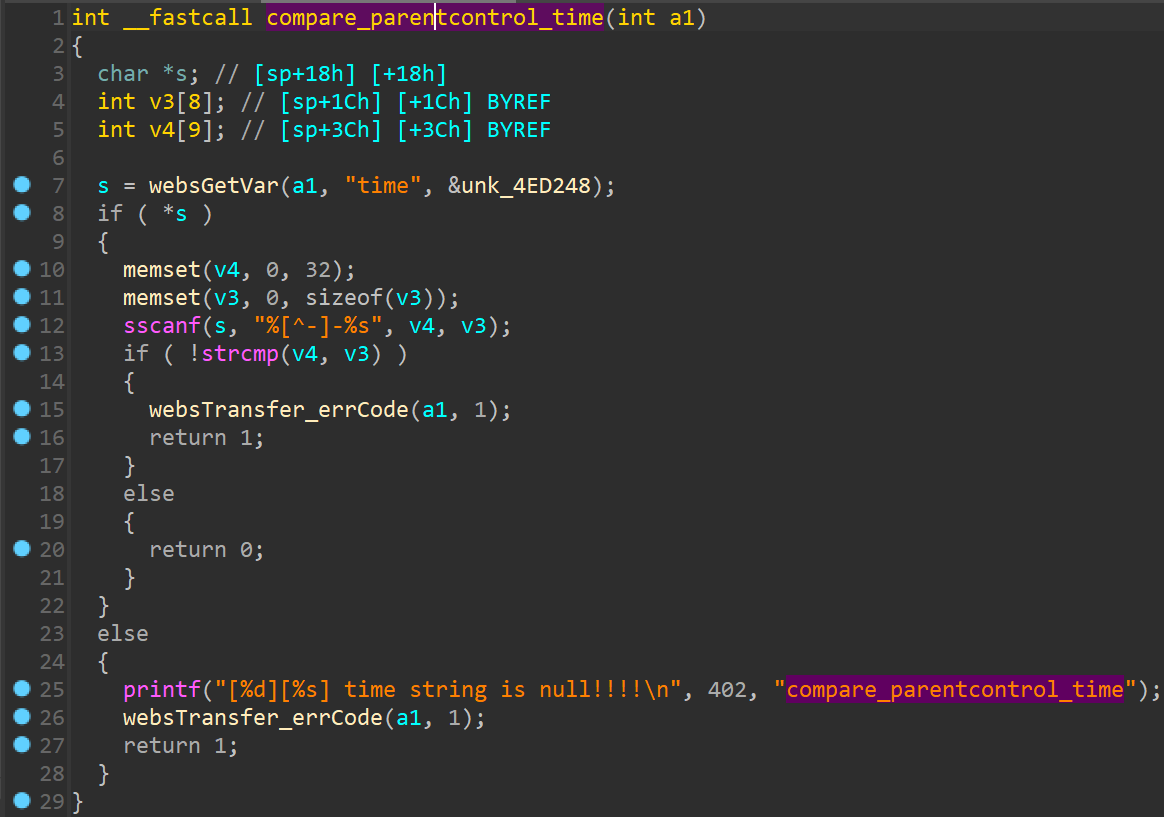 1 int __fastcall compare_parentcontrol_time(int a1)
2 {
3   char *s; // [sp+18h] [+18h]
4   int v3[8]; // [sp+1Ch] [+1Ch] BYREF
5   int v4[9]; // [sp+3Ch] [+3Ch] BYREF
6
7   s = websGetVar(a1, "time", &unk_4ED248);
8   if ( *s )
9   {
10     memset(v4, 0, 32);
11     memset(v3, 0, sizeof(v3));
12     sscanf(s, "%[^-]-%s", v4, v3);
13     if ( !strcmp(v4, v3) )
14     {
15       websTransfer_errCode(a1, 1);
16       return 1;
17     }
18     else
19     {
20       return 0;
21     }
22   }
23   else
24   {
25     printf("[%d][%s] time string is null!!!!\n", 402, "compare_parentcontrol_time");
26     websTransfer_errCode(a1, 1);
27     return 1;
28   }
29 }